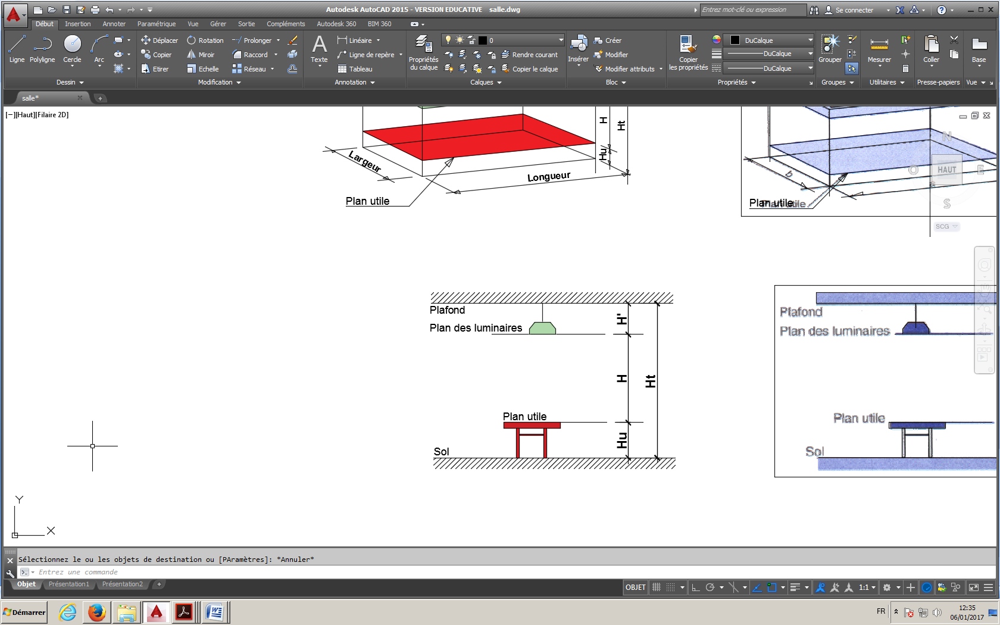 Autodesk AutoCAD 2015 - VERSION EDUCATIVE    salle.dwg
Entrez mot-clé ou expression
Se connecter
Début Insertion Annoter Paramétrique Vue Gérer Sortie Compléments Autodesk 360 BIM 360
Ligne Polyligne Cercle Arc
Dessin
Déplacer Rotation Prolonger
Copier Miroir Raccord
Etirer Echelle Réseau
Modification
Texte
Linéaire
Ligne de repère
Tableau
Annotation
Propriétés
du calque
0
Rendre courant
Copier le calque
Calques
Insérer
Créer
Modifier
Modifier attributs
Bloc
Copier
les propriétés
DuCalque
DuCalque
DuCalque
Propriétés
Grouper
Groupes
Mesurer
Utilitaires
Coller
Presse-papiers
Base
Vue
salle*
[−][Haut][Filaire 2D]
H
Ht
Hu
Largeur
Longueur
Plan utile
b
Plan utile
Plan utile
N
O
HAUT
E
S
SCG
Plafond
Plan des luminaires
H'
H
Ht
Plan utile
Hu
Sol
Plafond
Plan des luminaires
Plan utile
Sol
Y
X
Sélectionnez le ou les objets de destination ou [PAramètres]: *Annuler*
Entrez une commande
Objet Présentation1 Présentation2
OBJET
1:1
Démarrer
FR
12:35
06/01/2017